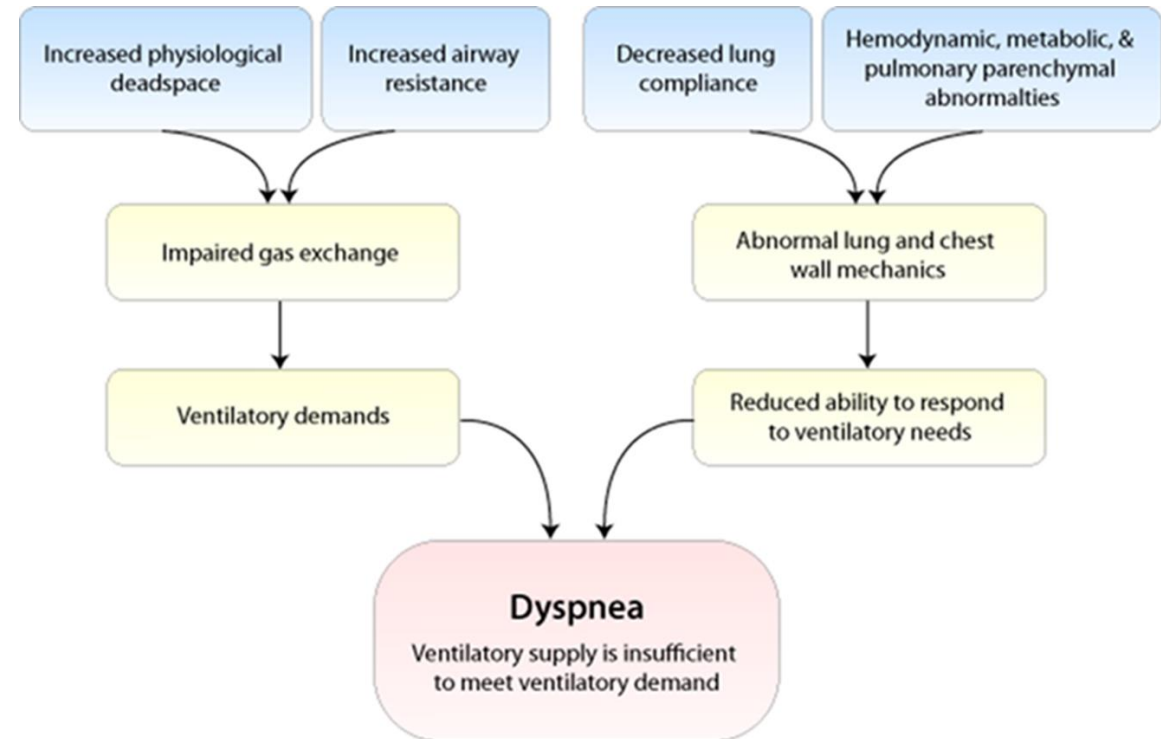 Increased physiological
deadspace
Increased airway
resistance
Decreased lung
compliance
Hemodynamic, metabolic, &
pulmonary parenchymal
abnormalties
Impaired gas exchange
Abnormal lung and chest
wall mechanics
Ventilatory demands
Reduced ability to respond
to ventilatory needs
Dyspnea
Ventilatory supply is insufficient
to meet ventilatory demand